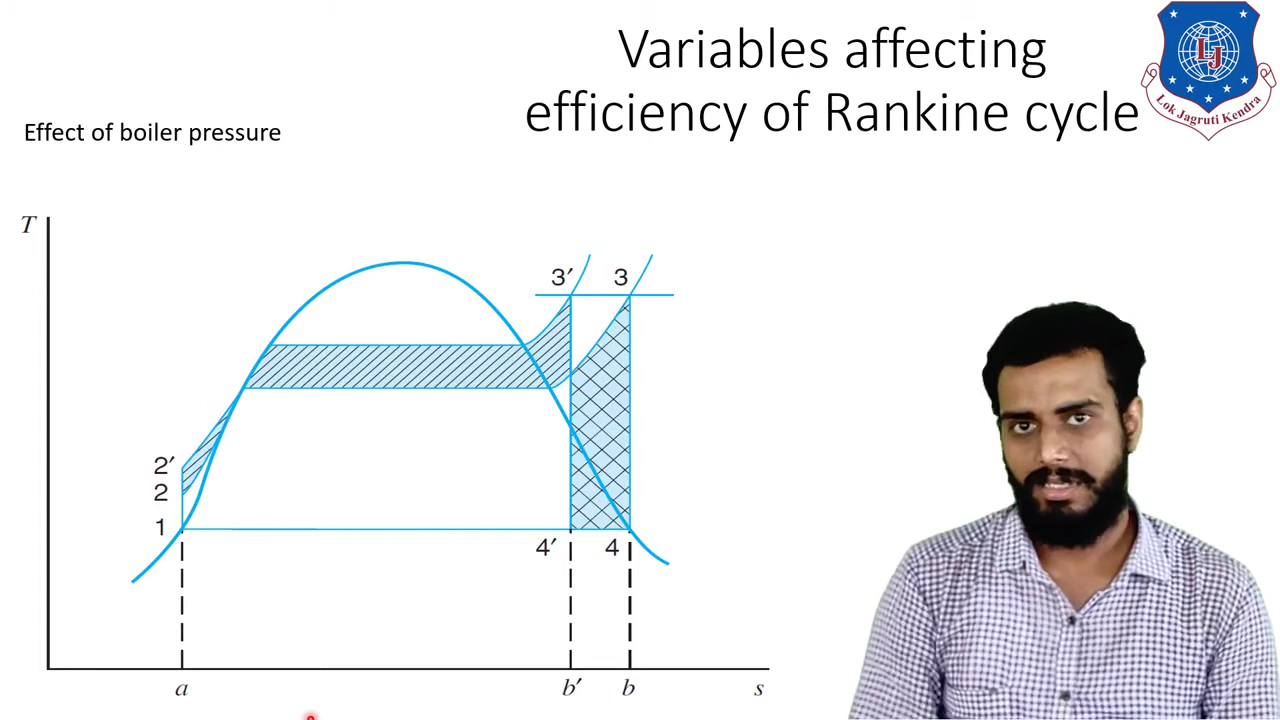 Variables affecting
efficiency of Rankine cycle
Lok Jagruti Kendra
LJ
Effect of boiler pressure
T
3′ 3
2′
2
1
4′ 4
a b′ b s